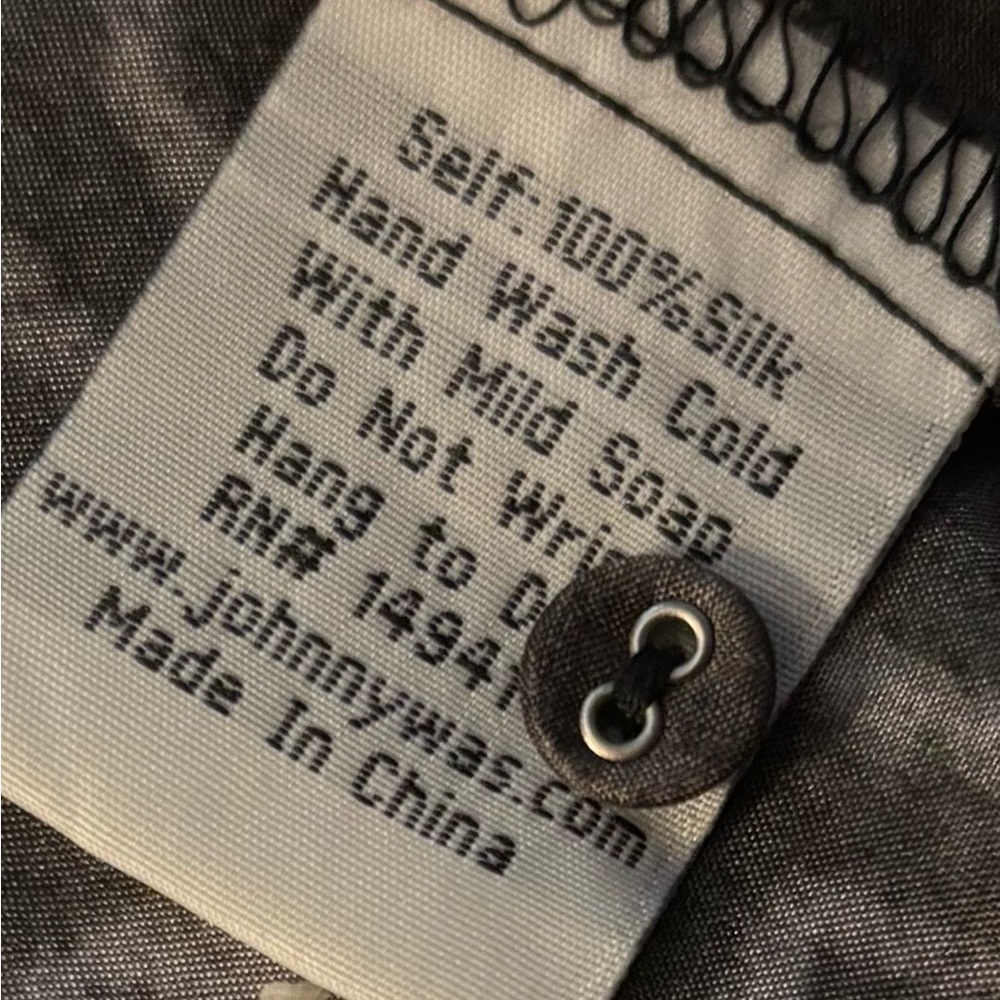 Self:100%Silk
Hand Wash Cold
With Mild Soap
Do Not
Hang to
RN#
www.johnnywas.com
Made In China